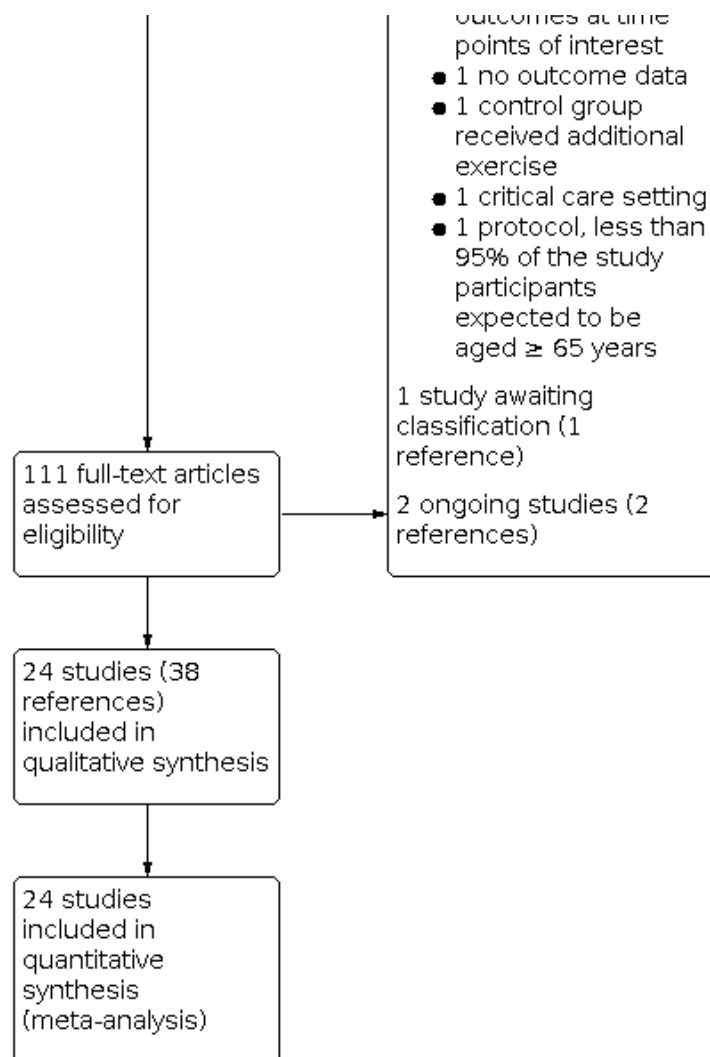 outcomes at time
points of interest
● 1 no outcome data
● 1 control group
received additional
exercise
● 1 critical care setting
● 1 protocol, less than
95% of the study
participants
expected to be
aged ≥ 65 years
1 study awaiting
classification (1
reference)
2 ongoing studies (2
references)
111 full-text articles
assessed for
eligibility
24 studies (38
references)
included in
qualitative synthesis
24 studies
included in
quantitative
synthesis
(meta-analysis)